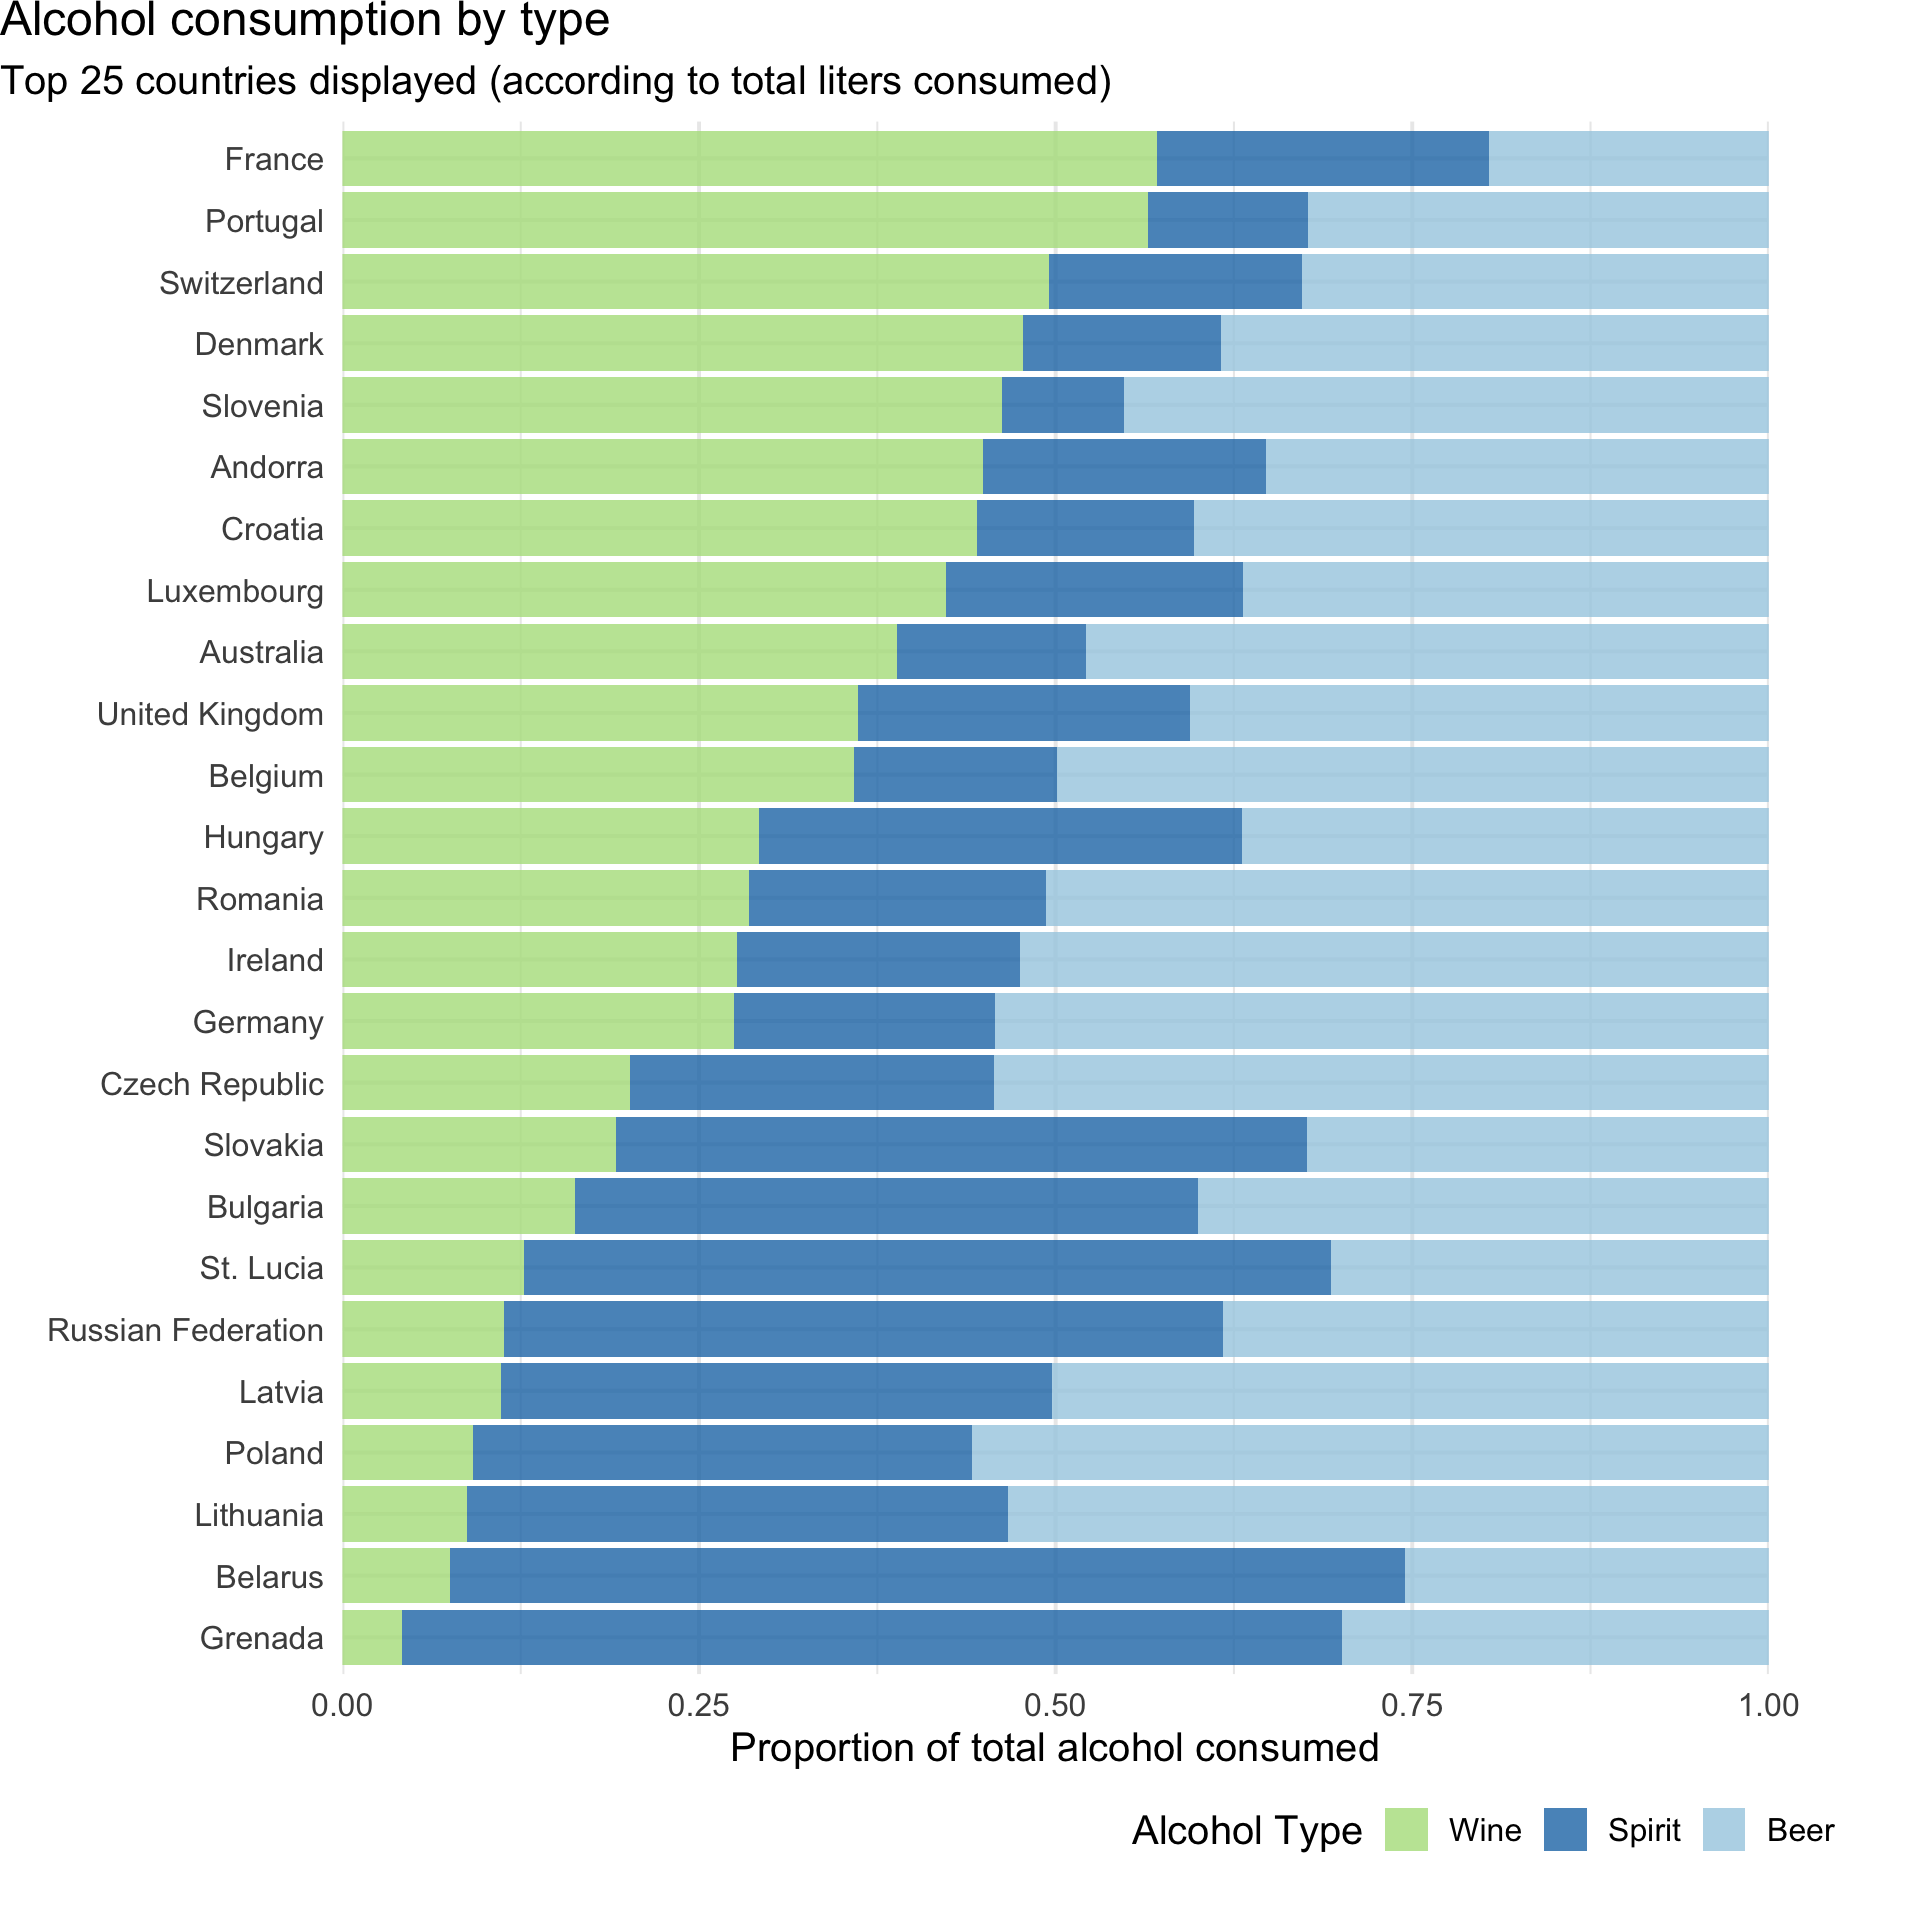 Alcohol consumption by type
Top 25 countries displayed (according to total liters consumed)
France
Portugal
Switzerland
Denmark
Slovenia
Andorra
Croatia
Luxembourg
Australia
United Kingdom
Belgium
Hungary
Romania
Ireland
Germany
Czech Republic
Slovakia
Bulgaria
St. Lucia
Russian Federation
Latvia
Poland
Lithuania
Belarus
Grenada
0.00 0.25 0.50 0.75 1.00
Proportion of total alcohol consumed
Alcohol Type Wine Spirit Beer